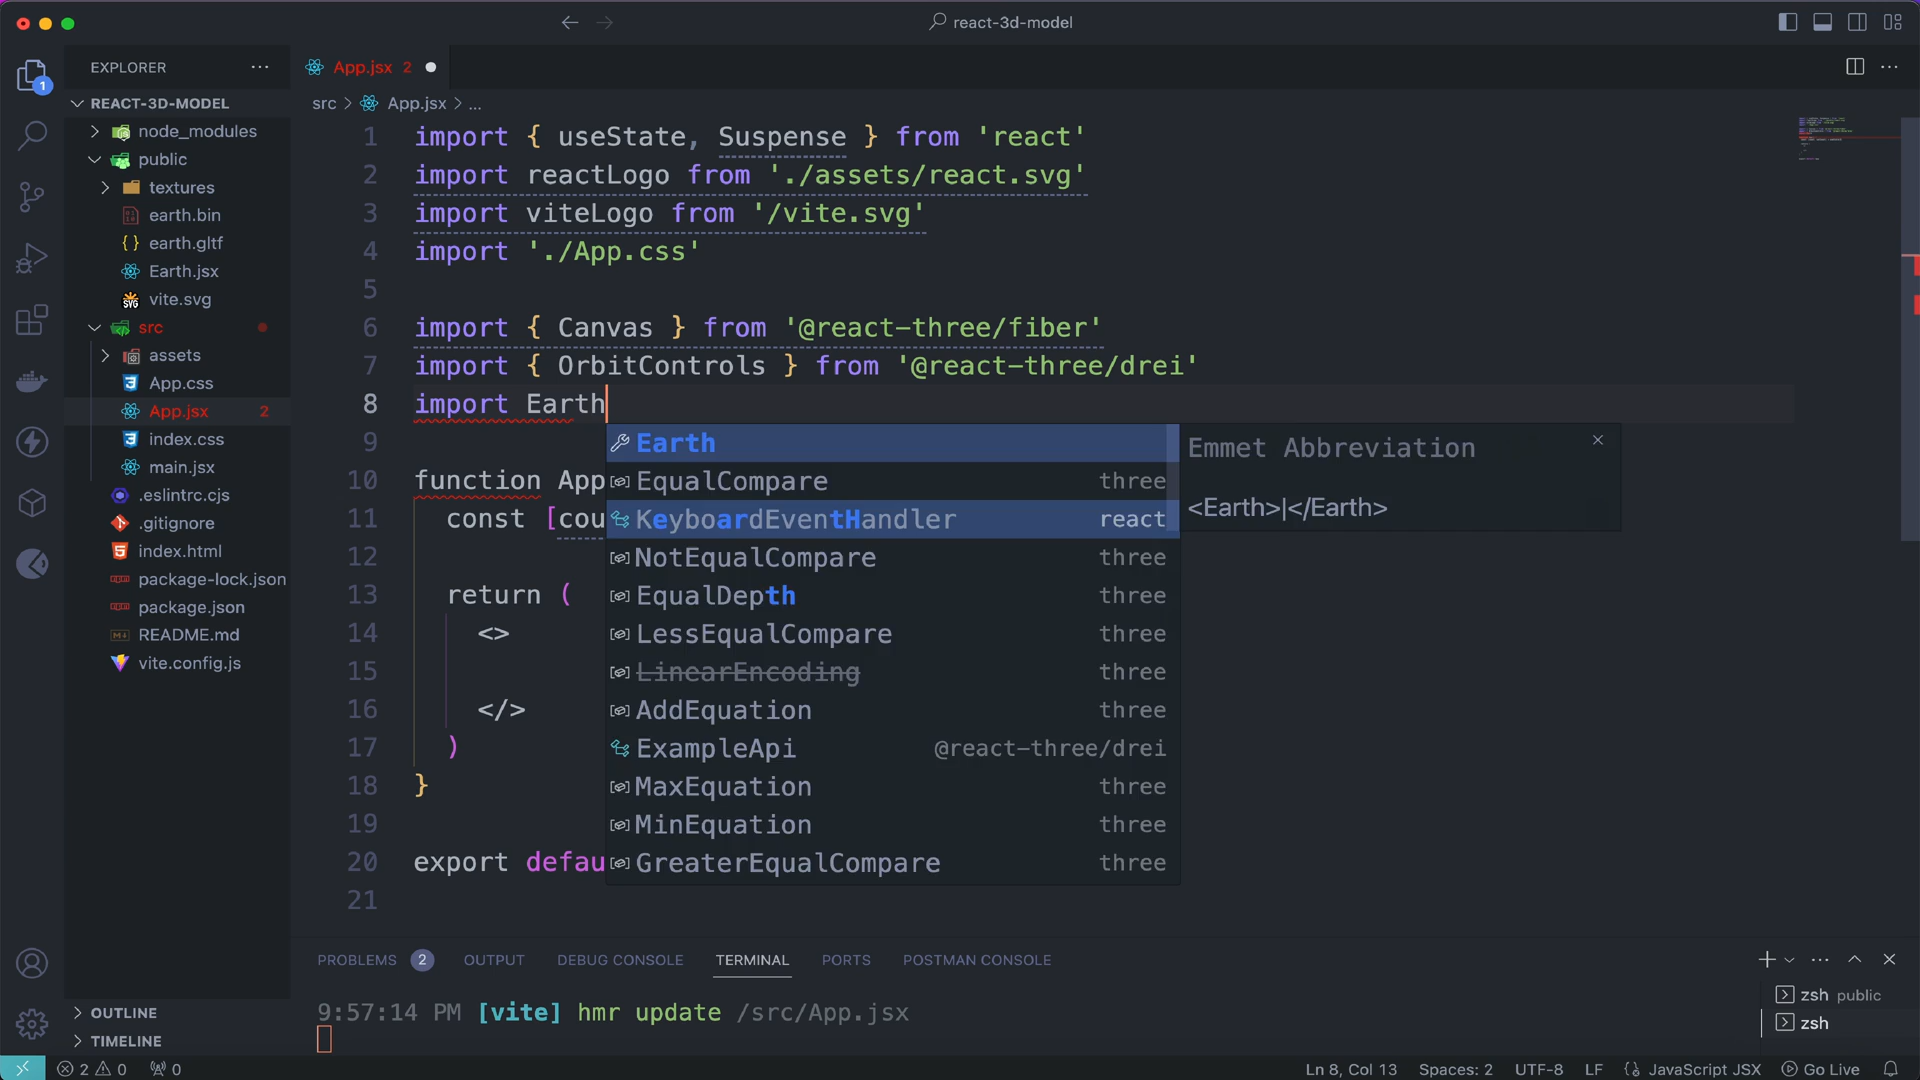 react-3d-model
EXPLORER
App.jsx 2
REACT-3D-MODEL
node_modules
public
textures
earth.bin
earth.gltf
Earth.jsx
vite.svg
src
assets
App.css
App.jsx 2
index.css
main.jsx
.eslintrc.cjs
.gitignore
index.html
package-lock.json
package.json
README.md
vite.config.js
OUTLINE
TIMELINE
src > App.jsx > ...
1 import { useState, Suspense } from 'react'
2 import reactLogo from './assets/react.svg'
3 import viteLogo from '/vite.svg'
4 import './App.css'
5
6 import { Canvas } from '@react-three/fiber'
7 import { OrbitControls } from '@react-three/drei'
8 import Earth
9
10 function App
11 const [cou
12
13 return (
14 <>
15
16 </>
17 )
18 }
19
20 export defau
21
Earth
EqualCompare three
KeyboardEventHandler react
NotEqualCompare three
EqualDepth three
LessEqualCompare three
LinearEncoding three
AddEquation three
ExampleApi @react-three/drei
MaxEquation three
MinEquation three
GreaterEqualCompare three
Emmet Abbreviation
<Earth>|</Earth>
PROBLEMS 2 OUTPUT DEBUG CONSOLE TERMINAL PORTS POSTMAN CONSOLE
9:57:14 PM [vite] hmr update /src/App.jsx
zsh public
zsh
2 0 0 Ln 8, Col 13 Spaces: 2 UTF-8 LF {} JavaScript JSX Go Live
1